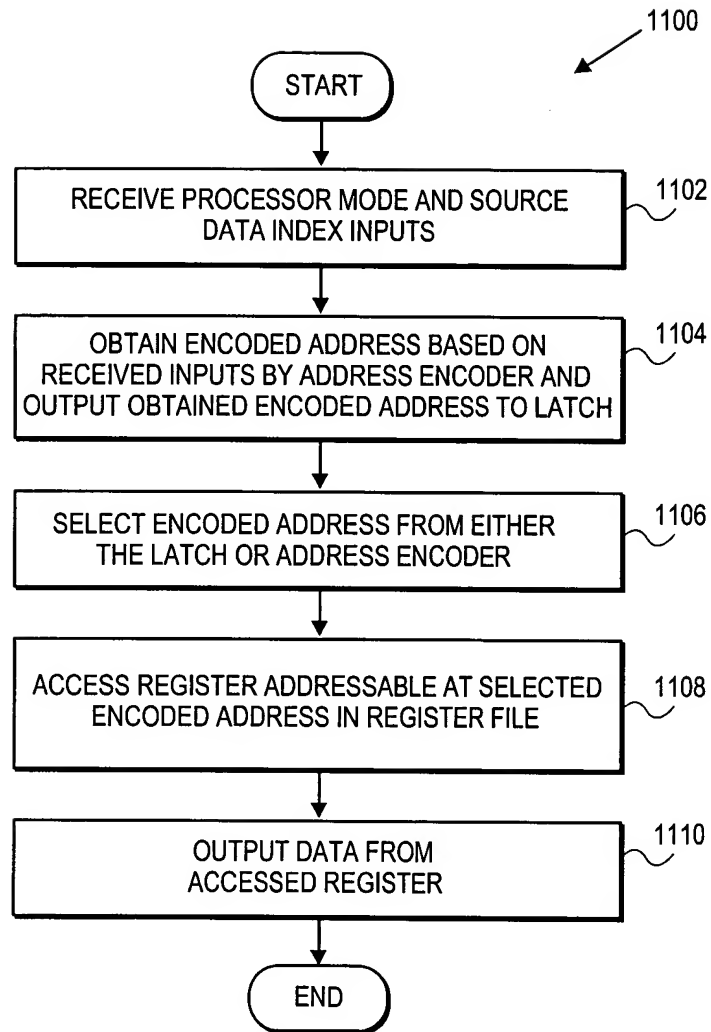 1100
START
RECEIVE PROCESSOR MODE AND SOURCE
DATA INDEX INPUTS
1102
OBTAIN ENCODED ADDRESS BASED ON
RECEIVED INPUTS BY ADDRESS ENCODER AND
OUTPUT OBTAINED ENCODED ADDRESS TO LATCH
1104
SELECT ENCODED ADDRESS FROM EITHER
THE LATCH OR ADDRESS ENCODER
1106
ACCESS REGISTER ADDRESSABLE AT SELECTED
ENCODED ADDRESS IN REGISTER FILE
1108
OUTPUT DATA FROM
ACCESSED REGISTER
1110
END